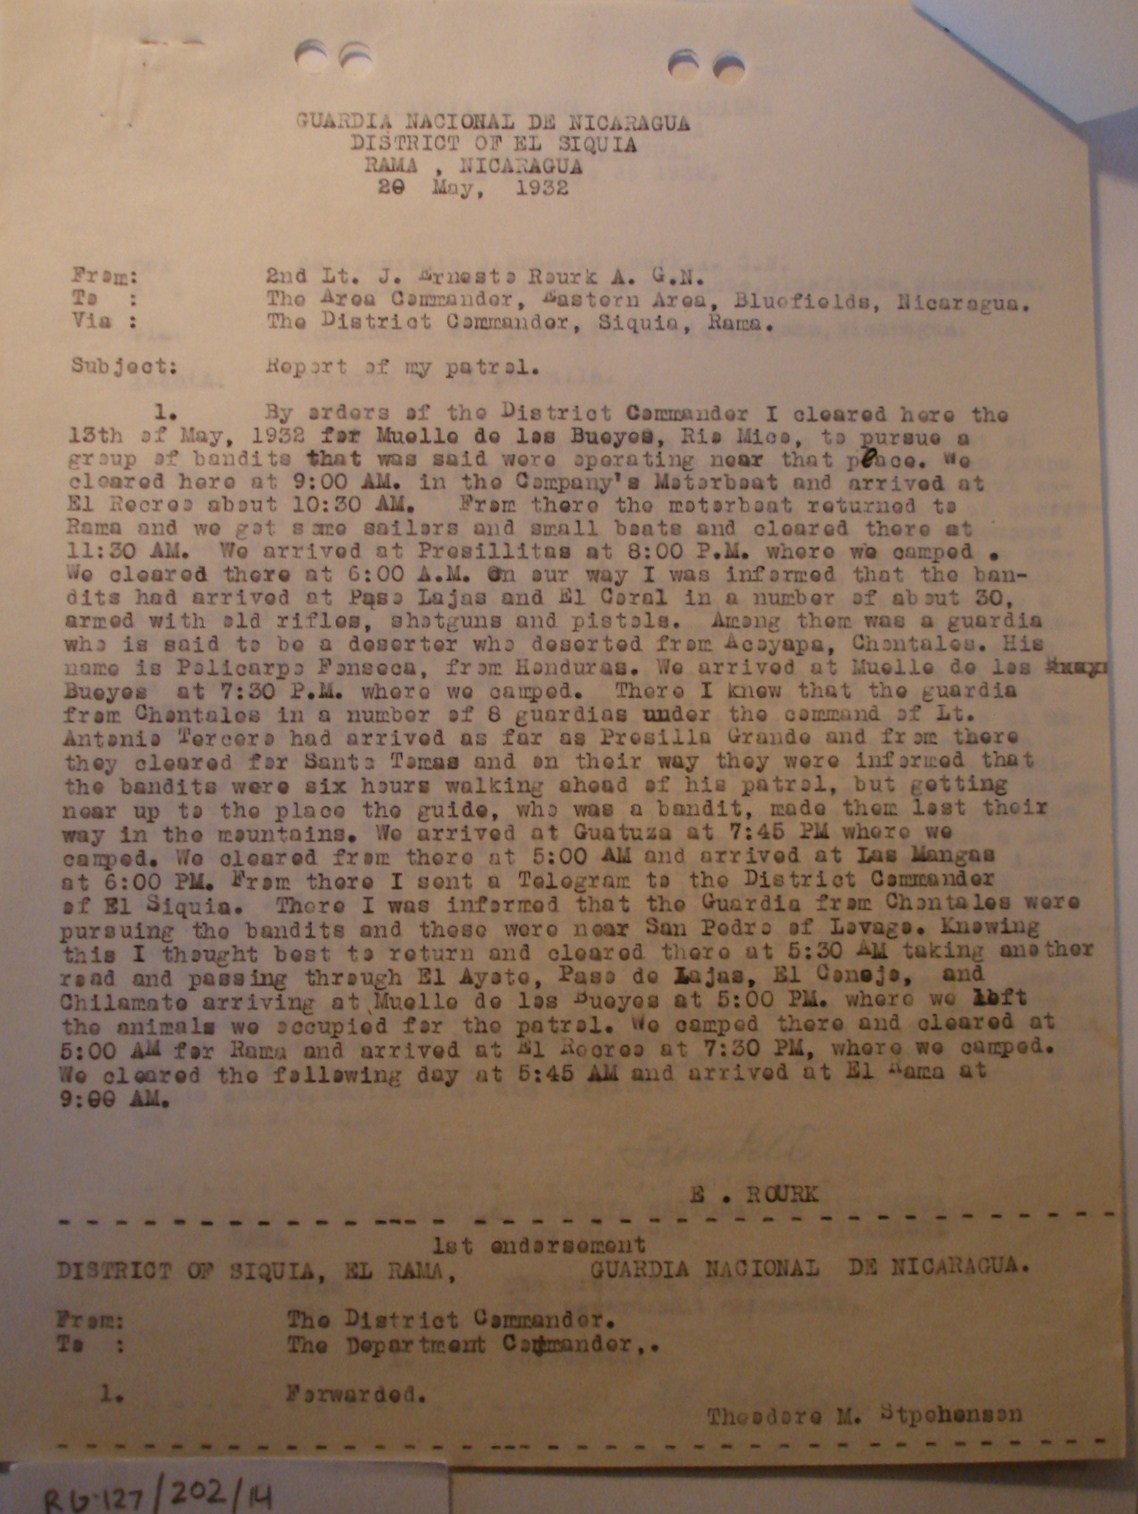 GUARDIA NACIONAL DE NICARAGUA
DISTRICT OF EL SIQUIA
RAMA , NICARAGUA
20 May, 1932
From: 2nd Lt. J. Ernesto Rourk A. G.N.
To : The Area Commander, Eastern Area, Bluefields, Nicaragua.
Via : The District Commander, Siquia, Rama.
Subject: Report of my patrol.
1. By orders of the District Commander I cleared here the
13th of May, 1932 for Muelle de los Bueyes, Rio Mico, to pursue a
group of bandits that was said were operating near that place. We
cleared here at 9:00 AM. in the Company's Motorboat and arrived at
El Recreo about 10:30 AM. From there the motorboat returned to
Rama and we got some sailors and small boats and cleared there at
11:30 AM. We arrived at Presillitas at 8:00 P.M. where we camped .
We cleared there at 6:00 A.M. On our way I was informed that the ban-
dits had arrived at Paso Lajas and El Coral in a number of about 30,
armed with old rifles, shotguns and pistols. Among them was a guardia
who is said to be a deserter who deserted from Acoyapa, Chontales. His
name is Policarpo Fonseca, from Honduras. We arrived at Muelle de los
Bueyes at 7:30 P.M. where we camped. There I knew that the guardia
from Chontales in a number of 8 guardias under the command of Lt.
Antonio Tercero had arrived as far as Presilla Grande and from there
they cleared for Santo Tomas and on their way they were informed that
the bandits were six hours walking ahead of his patrol, but getting
near up to the place the guide, who was a bandit, made them lost their
way in the mountains. We arrived at Guatuza at 7:45 PM where we
camped. We cleared from there at 5:00 AM and arrived at Las Mangas
at 6:00 PM. From there I sent a Telegram to the District Commander
of El Siquia. There I was informed that the Guardia from Chontales were
pursuing the bandits and these were near San Pedro of Lovago. Knowing
this I thought best to return and cleared there at 5:30 AM taking another
road and passing through El Ayote, Paso de Lajas, El Conejo, and
Chilamate arriving at Muelle de los Bueyes at 5:00 PM. where we left
the animals we occupied for the patrol. We camped there and cleared at
5:00 AM for Rama and arrived at El Recreo at 7:30 PM, where we camped.
We cleared the following day at 5:45 AM and arrived at El Rama at
9:00 AM.
E . ROURK
1st endorsement
DISTRICT OF SIQUIA, EL RAMA, GUARDIA NACIONAL DE NICARAGUA.
From: The District Commander.
To : The Department Commander,.
1. Forwarded.
Theodore M. Stpehenson
RG-127/202/14